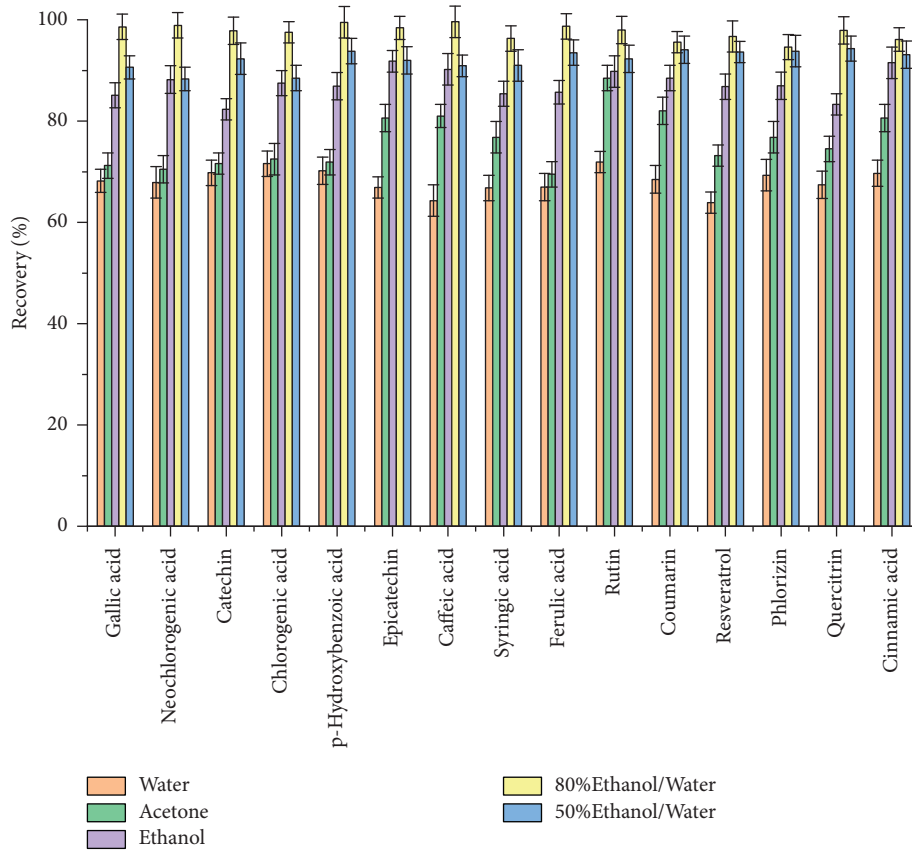 100
80
60
40
20
0
Recovery (%)
Gallic acid
Neochlorogenic acid
Catechin
Chlorogenic acid
p-Hydroxybenzoic acid
Epicatechin
Caffeic acid
Syringic acid
Ferulic acid
Rutin
Coumarin
Resveratrol
Phlorizin
Quercitrin
Cinnamic acid
Water
Acetone
Ethanol
80%Ethanol/Water
50%Ethanol/Water